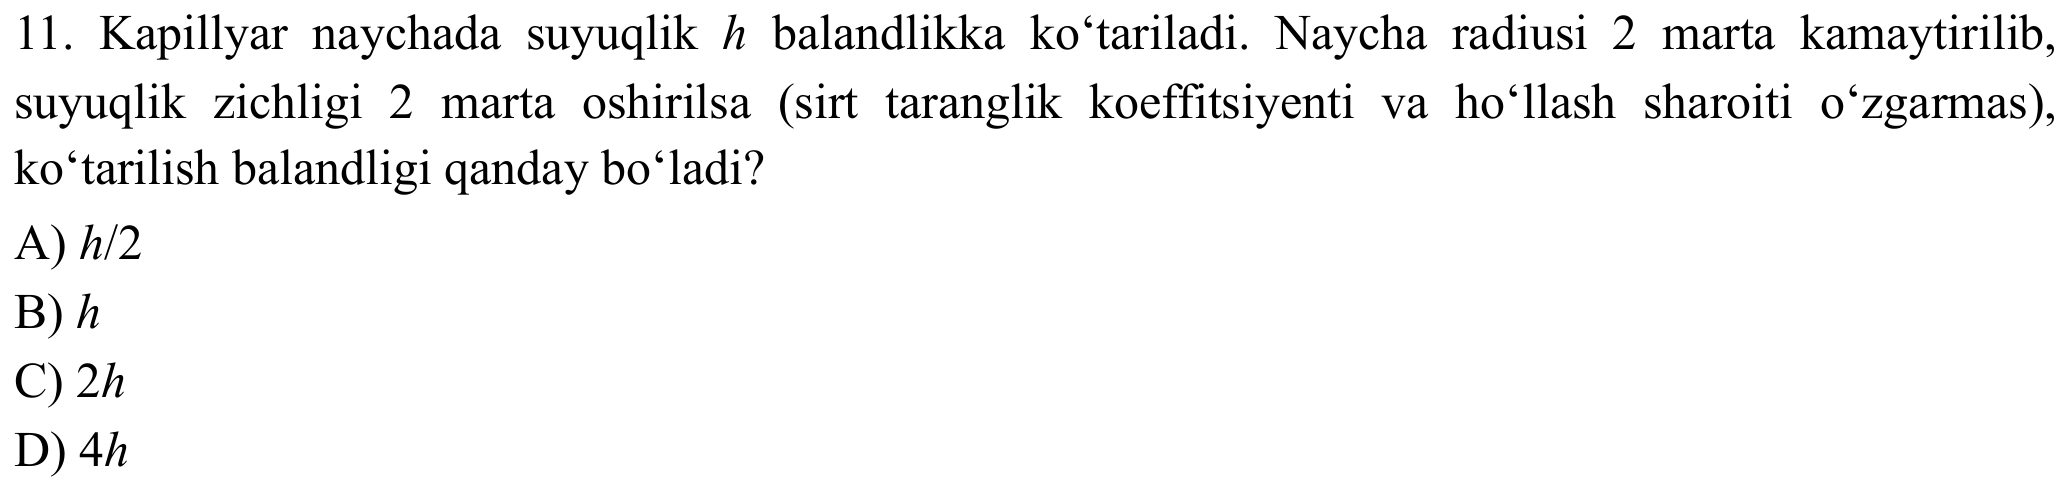 11. Kapillyar naychada suyuqlik h balandlikka ko‘tariladi. Naycha radiusi 2 marta kamaytirilib,
suyuqlik zichligi 2 marta oshirilsa (sirt taranglik koeffitsiyenti va ho‘llash sharoiti o‘zgarmas),
ko‘tarilish balandligi qanday bo‘ladi?
A) h/2
B) h
C) 2h
D) 4h